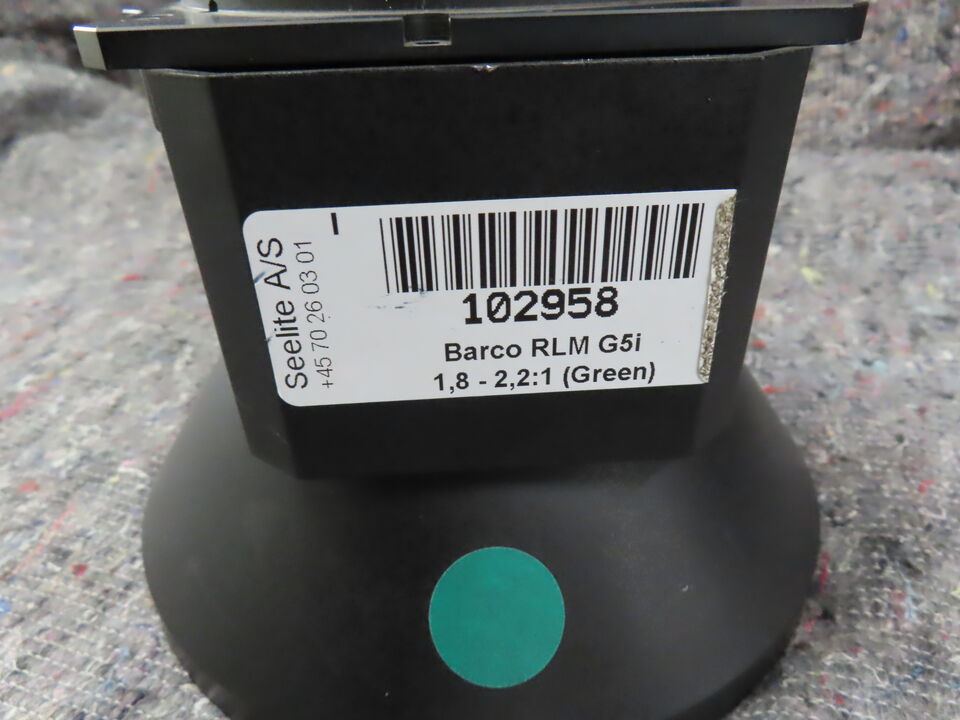 Seelite A/S
+45 70 26 03 01
102958
Barco RLM G5i
1,8 - 2,2:1 (Green)